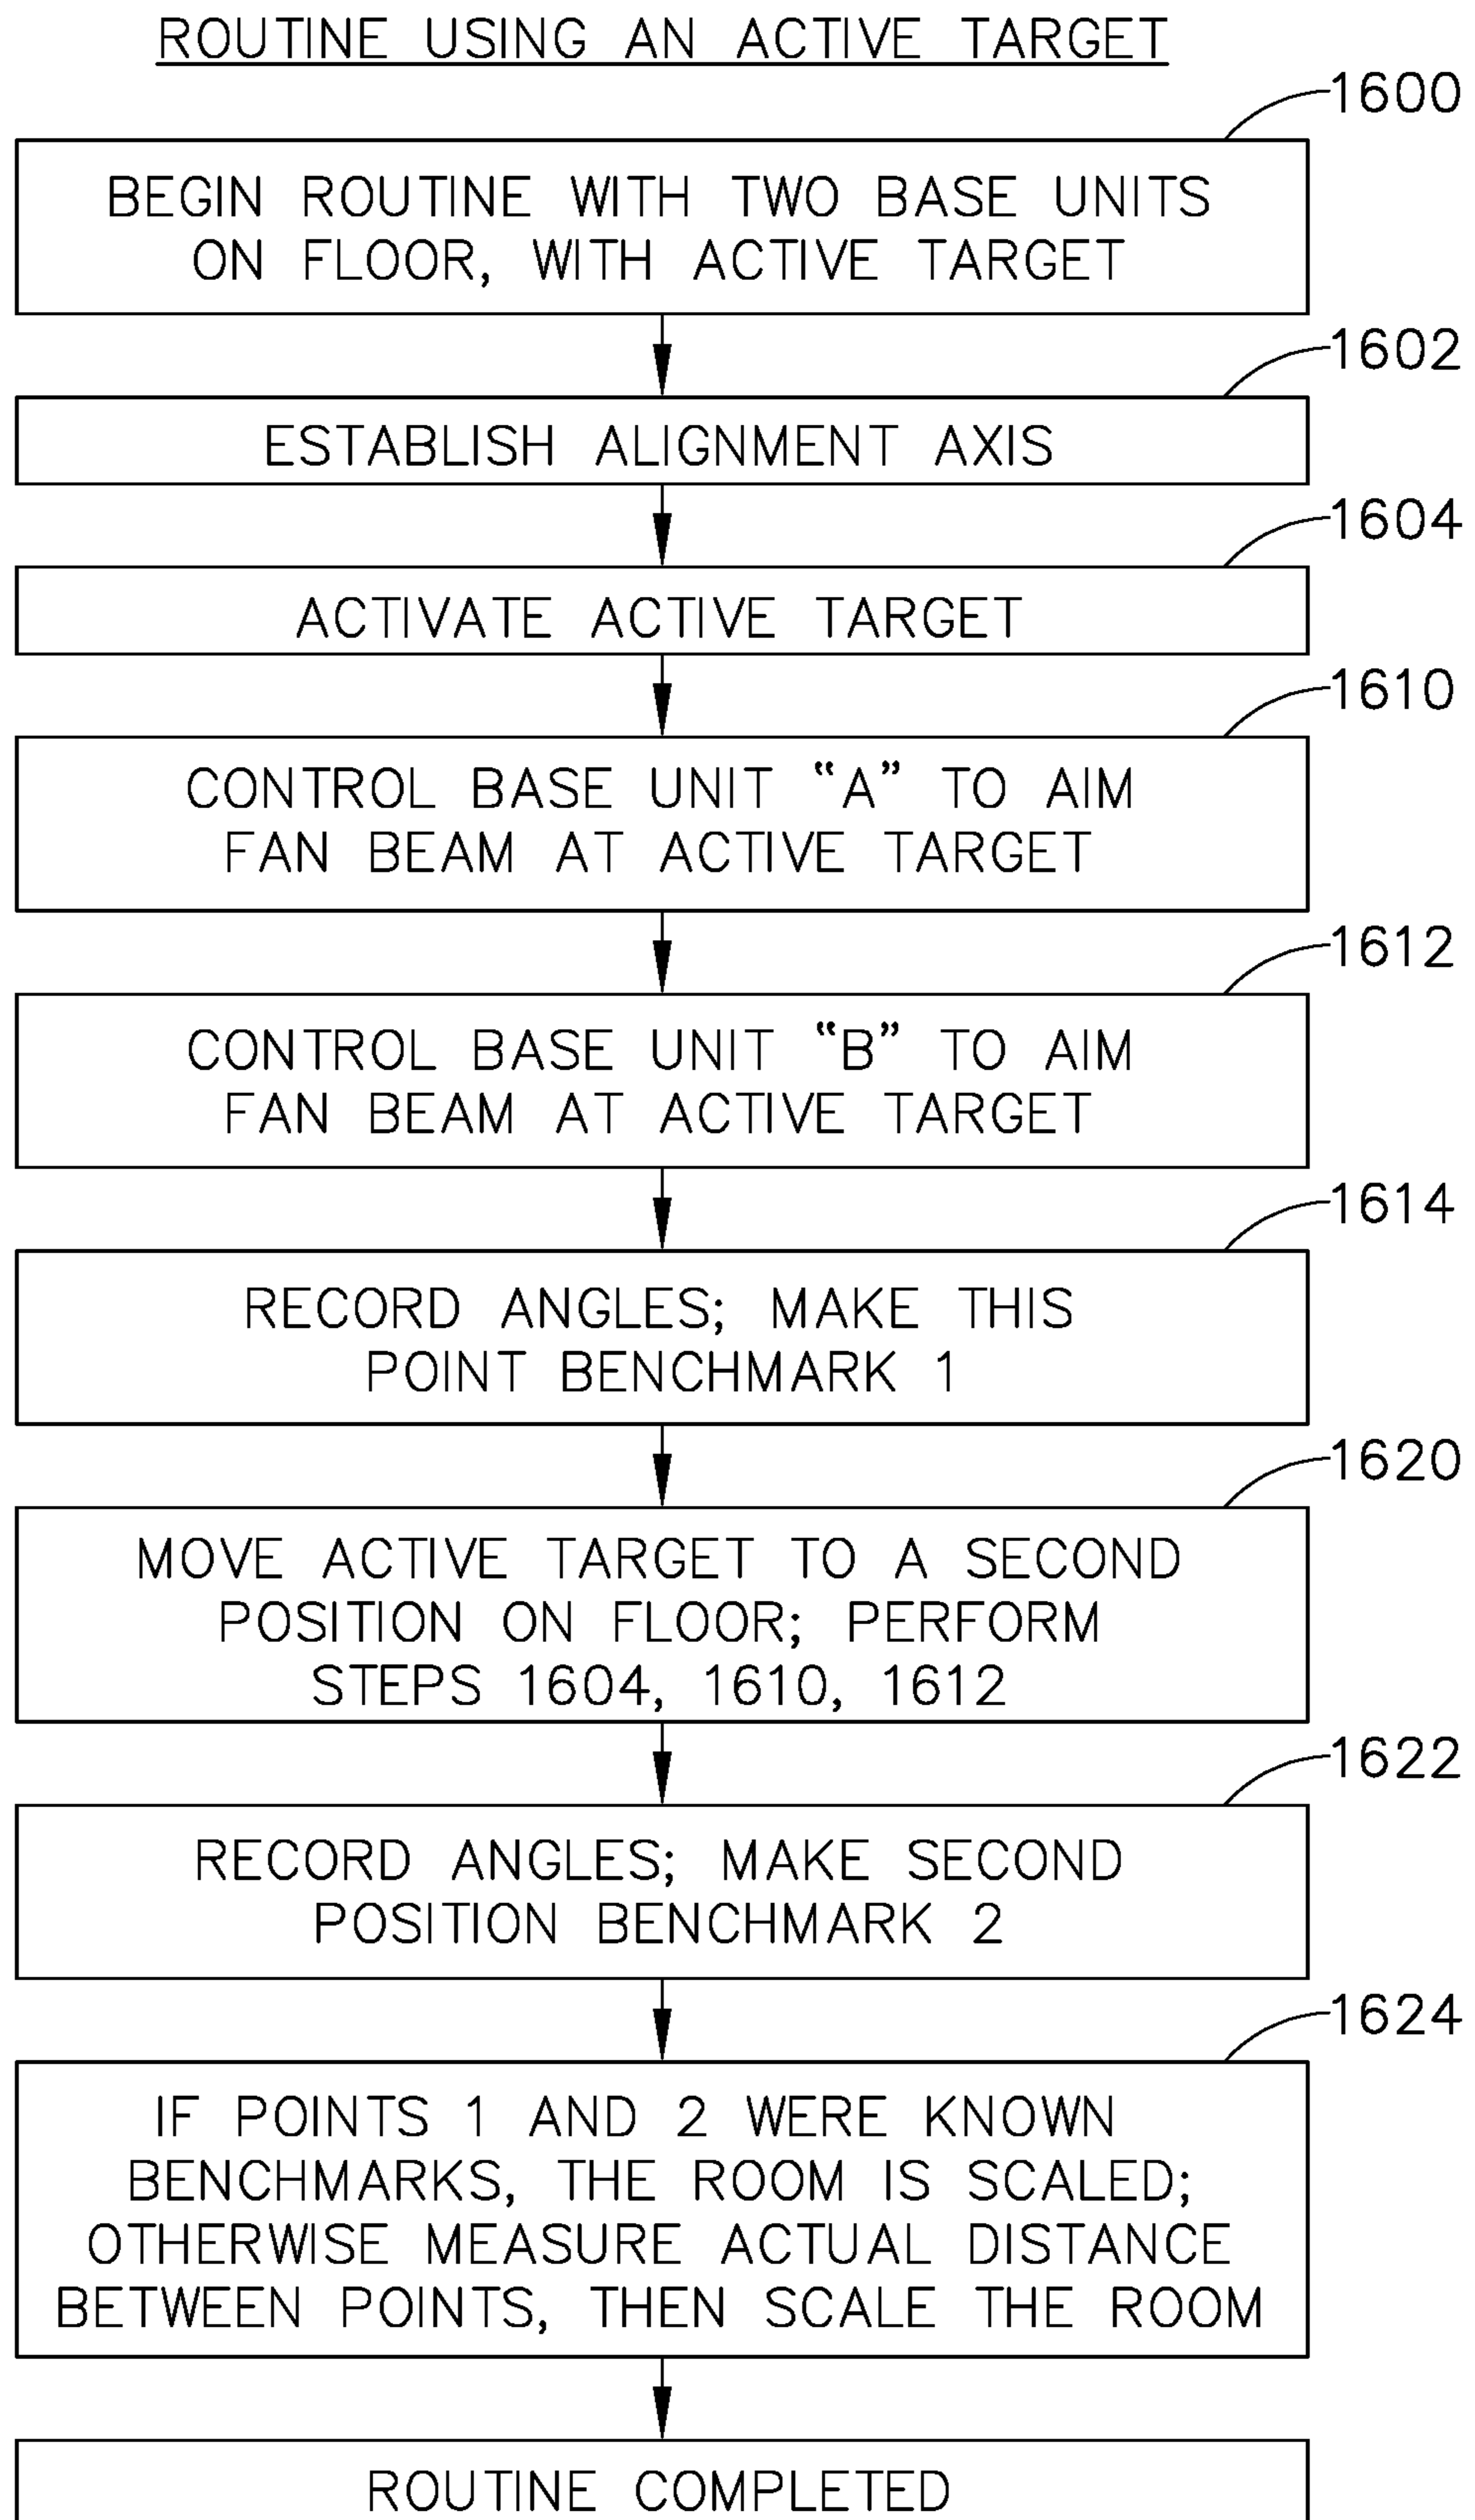 ROUTINE USING AN ACTIVE TARGET
1600
BEGIN ROUTINE WITH TWO BASE UNITS
ON FLOOR, WITH ACTIVE TARGET
1602
ESTABLISH ALIGNMENT AXIS
1604
ACTIVATE ACTIVE TARGET
1610
CONTROL BASE UNIT “A” TO AIM
FAN BEAM AT ACTIVE TARGET
1612
CONTROL BASE UNIT “B” TO AIM
FAN BEAM AT ACTIVE TARGET
1614
RECORD ANGLES; MAKE THIS
POINT BENCHMARK 1
1620
MOVE ACTIVE TARGET TO A SECOND
POSITION ON FLOOR; PERFORM
STEPS 1604, 1610, 1612
1622
RECORD ANGLES; MAKE SECOND
POSITION BENCHMARK 2
1624
IF POINTS 1 AND 2 WERE KNOWN
BENCHMARKS, THE ROOM IS SCALED;
OTHERWISE MEASURE ACTUAL DISTANCE
BETWEEN POINTS, THEN SCALE THE ROOM
ROUTINE COMPLETED